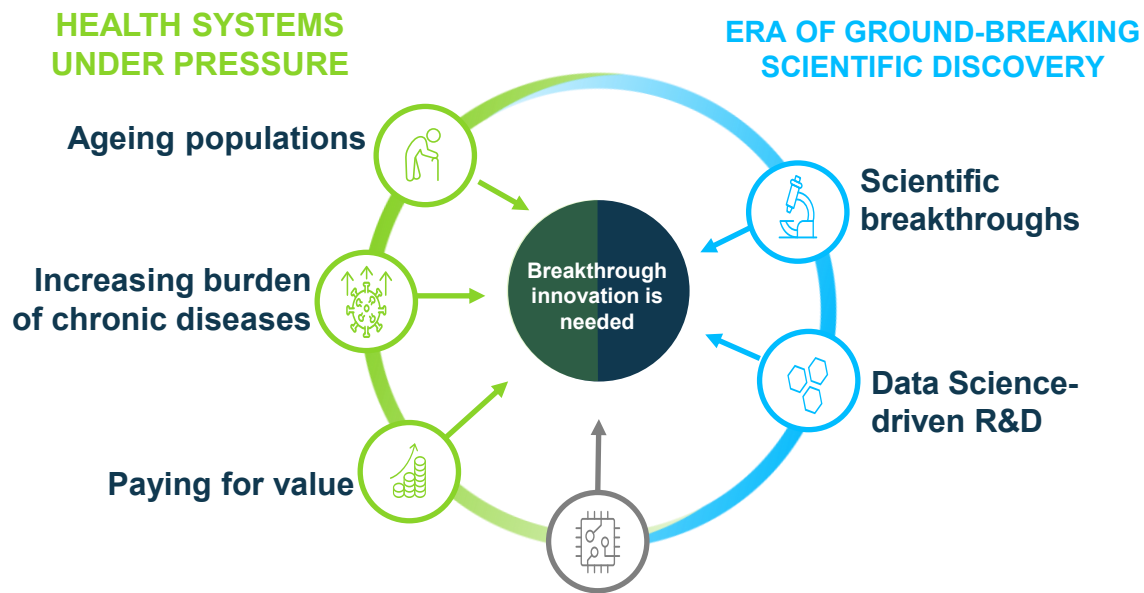 HEALTH SYSTEMS
UNDER PRESSURE
ERA OF GROUND-BREAKING
SCIENTIFIC DISCOVERY
Ageing populations
Increasing burden
of chronic diseases
Paying for value
Breakthrough
innovation is
needed
Scientific
breakthroughs
Data Science-
driven R&D